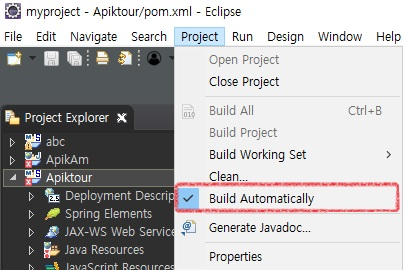 myproject - Apiktour/pom.xml - Eclipse
File Edit Source Navigate Search Project Run Design Window Help
Open Project
Close Project
Build All Ctrl+B
Build Project
Build Working Set
Clean...
Build Automatically
Generate Javadoc...
Properties
Project Explorer
abc
ApikAm
Apiktour
Deployment Descrip
Spring Elements
JAX-WS Web Service
Java Resources
JavaScript Resources